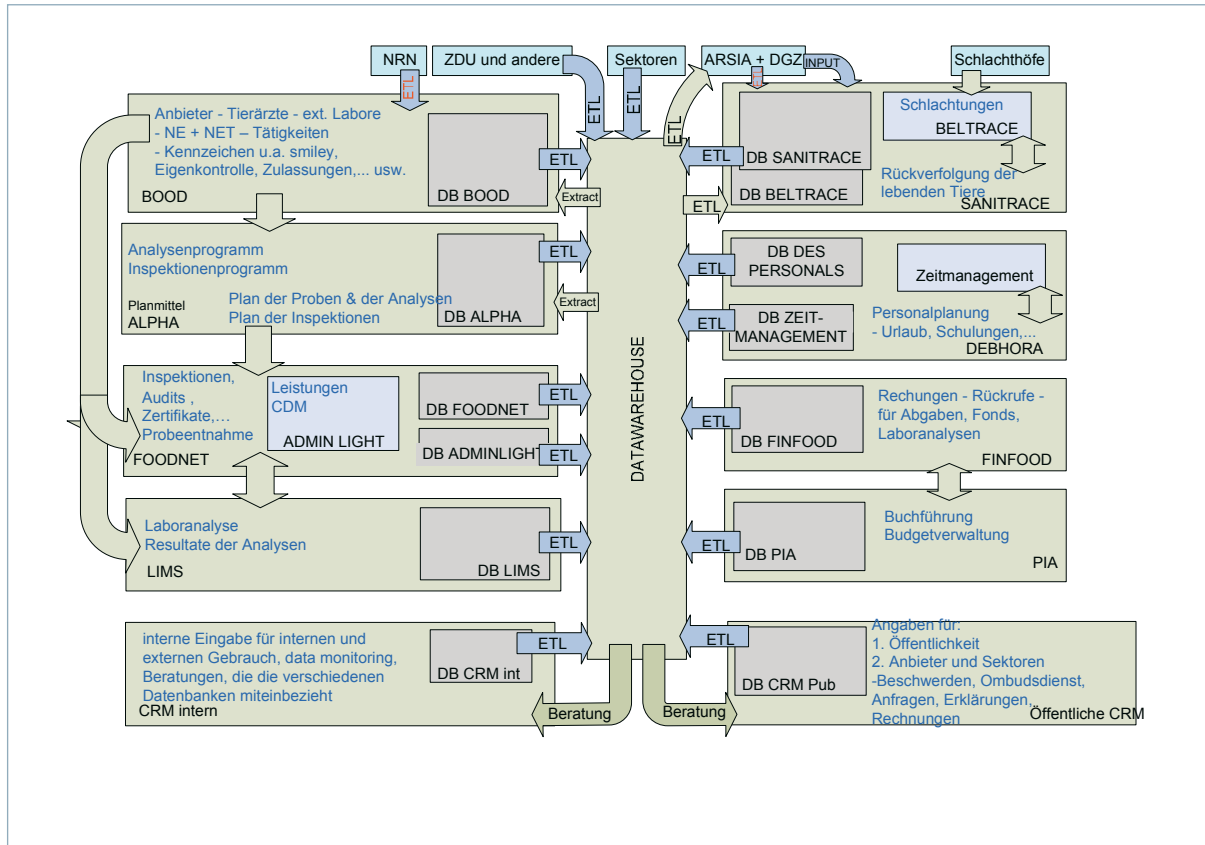 NRN
ZDU und andere
Sektoren
ARSIA + DGZ
INPUT
Schlachthöfe
ETL
ETL
ETL
ETL
ETL
Anbieter - Tierärzte - ext. Labore
- NE + NET – Tätigkeiten
- Kennzeichen u.a. smiley,
Eigenkontrolle, Zulassungen,... usw.
BOOD
DB BOOD
ETL
Extract
Analysenprogramm
Inspektionenprogramm
Plan der Proben & der Analysen
Plan der Inspektionen
Planmittel
ALPHA
DB ALPHA
ETL
Extract
Inspektionen,
Audits ,
Zertifikate,…
Probeentnahme
FOODNET
Leistungen
CDM
ADMIN LIGHT
DB FOODNET
ETL
DB ADMINLIGHT
ETL
Laboranalyse
Resultate der Analysen
LIMS
DB LIMS
ETL
interne Eingabe für internen und
externen Gebrauch, data monitoring,
Beratungen, die die verschiedenen
Datenbanken miteinbezieht
CRM intern
DB CRM int
ETL
Beratung
DATAWAREHOUSE
ETL
DB SANITRACE
DB BELTRACE
ETL
Schlachtungen
BELTRACE
Rückverfolgung der
lebenden Tiere
SANITRACE
ETL
DB DES
PERSONALS
ETL
DB ZEIT-
MANAGEMENT
Zeitmanagement
Personalplanung
- Urlaub, Schulungen,...
DEBHORA
ETL
DB FINFOOD
Rechungen - Rückrufe -
für Abgaben, Fonds,
Laboranalysen
FINFOOD
ETL
DB PIA
Buchführung
Budgetverwaltung
PIA
ETL
DB CRM Pub
Angaben für:
1. Öffentlichkeit
2. Anbieter und Sektoren
-Beschwerden, Ombudsdienst,
Anfragen, Erklärungen,
Rechnungen
Öffentliche CRM
Beratung